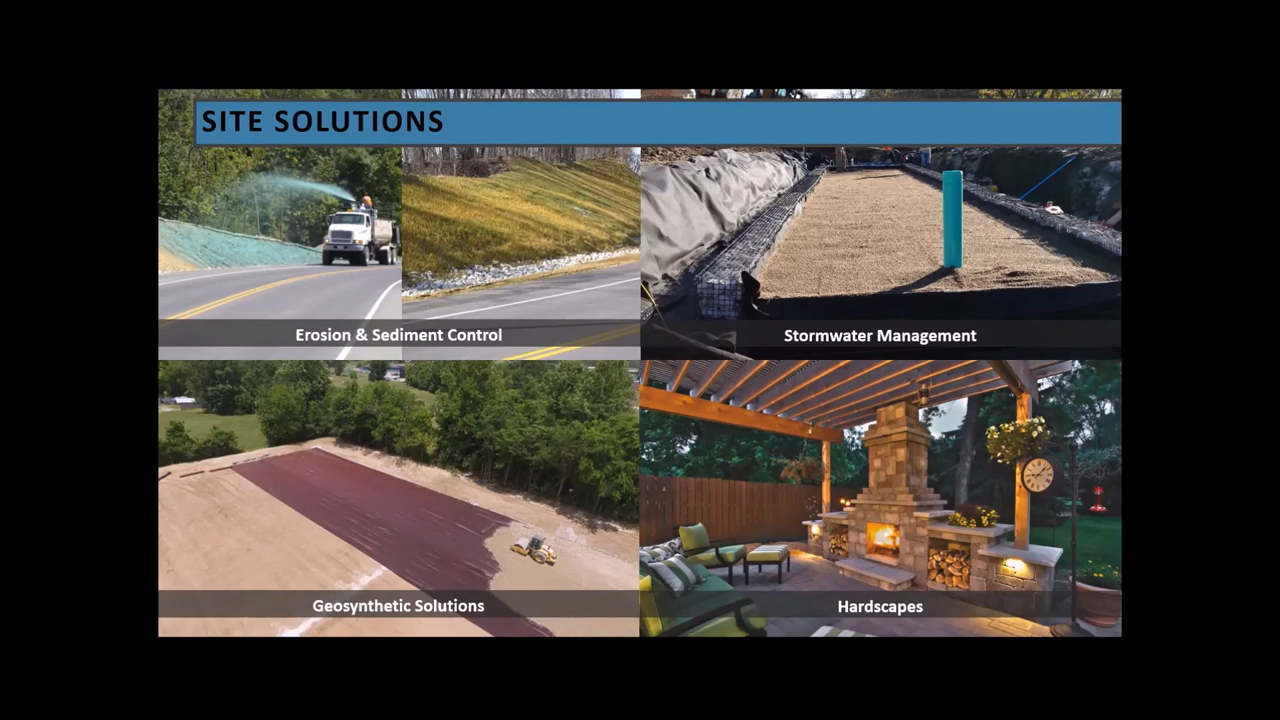 SITE SOLUTIONS
Erosion & Sediment Control
Stormwater Management
Geosynthetic Solutions
Hardscapes